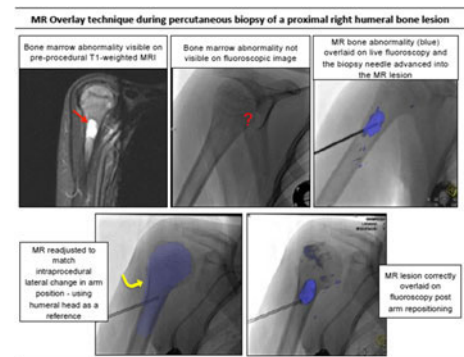 MR Overlay technique during percutaneous biopsy of a proximal right humeral bone lesion
Bone marrow abnormality visible on
pre-procedural T1-weighted MRI
Bone marrow abnormality not
visible on fluoroscopic image
MR bone abnormality (blue)
overlaid on live fluoroscopy and
the biopsy needle advanced into
the MR lesion
?
MR readjusted to
match
intraprocedural
lateral change in arm
position - using
humeral head as a
reference
MR lesion correctly
overlaid on
fluoroscopy post
arm repositioning